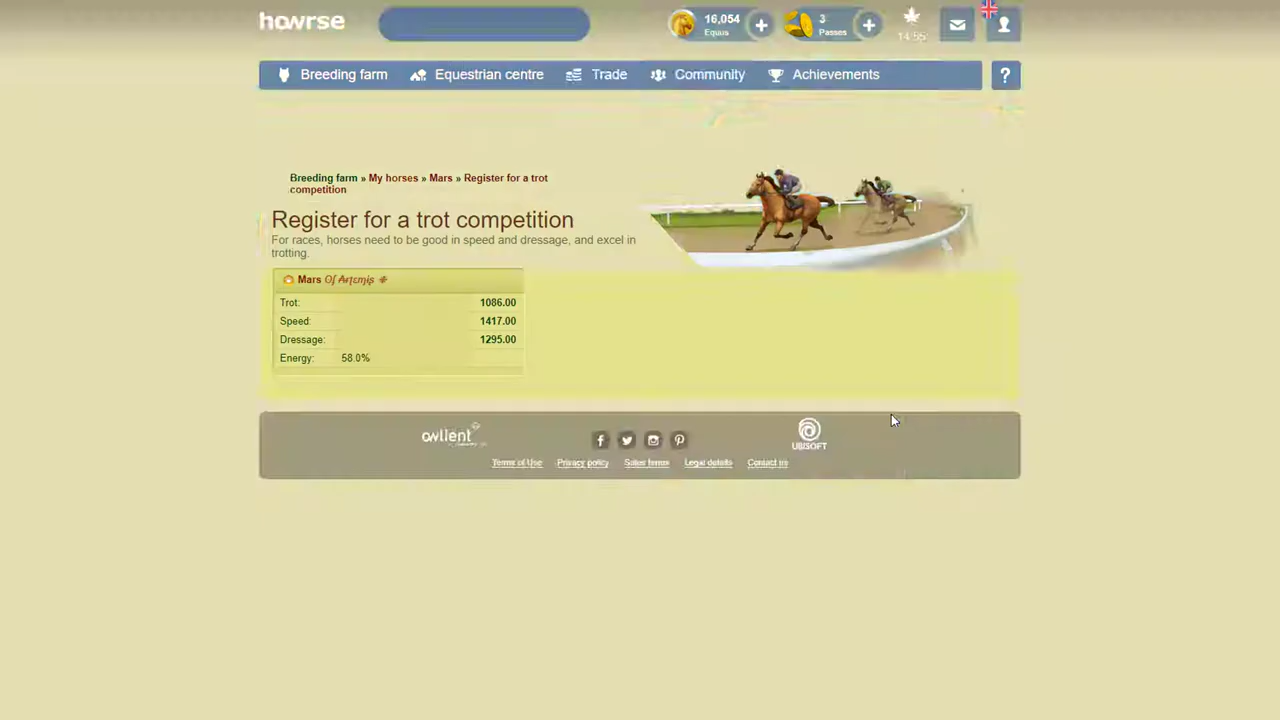 howrse
16,054
Equus
3
Passes
14:55
Breeding farm
Equestrian centre
Trade
Community
Achievements
?
Breeding farm » My horses » Mars » Register for a trot
competition
Register for a trot competition
For races, horses need to be good in speed and dressage, and excel in
trotting.
Mars Of Artemis
Trot: 1086.00
Speed: 1417.00
Dressage: 1295.00
Energy: 58.0%
owlient
UBISOFT
Terms of Use Privacy policy Sales terms Legal details Contact us